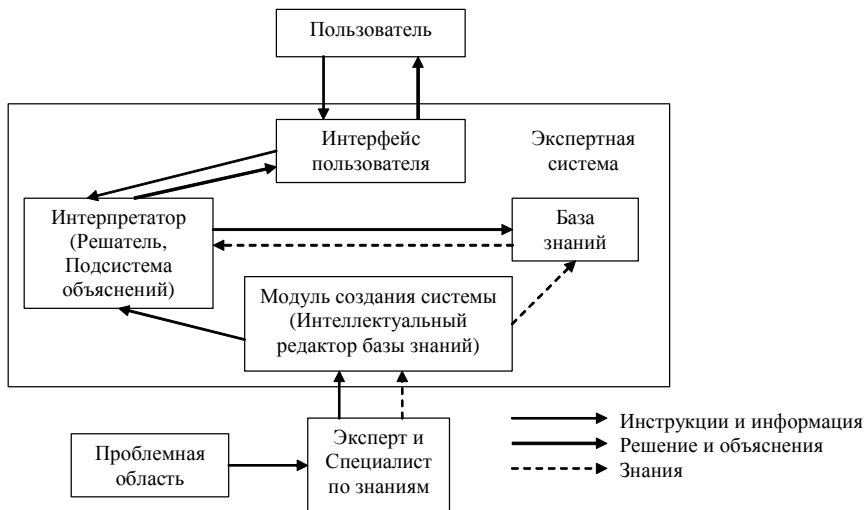 Пользователь
Интерфейс
пользователя
Экспертная
система
Интерпретатор
(Решатель,
Подсистема
объяснений)
База
знаний
Модуль создания системы
(Интеллектуальный
редактор базы знаний)
Проблемная
область
Эксперт и
Специалист
по знаниям
Инструкции и информация
Решение и объяснения
Знания